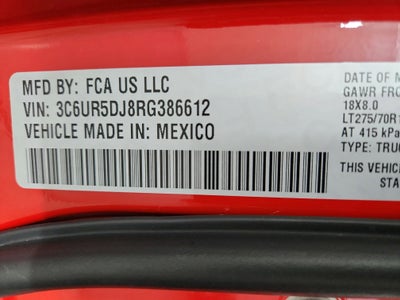 MFD BY: FCA US LLC
VIN: 3C6UR5DJ8RG386612
VEHICLE MADE IN: MEXICO
DATE OF M
GAWR FRO
18X8.0
LT275/70R1
AT 415 kPa
TYPE: TRUC
THIS VEHIC
STA